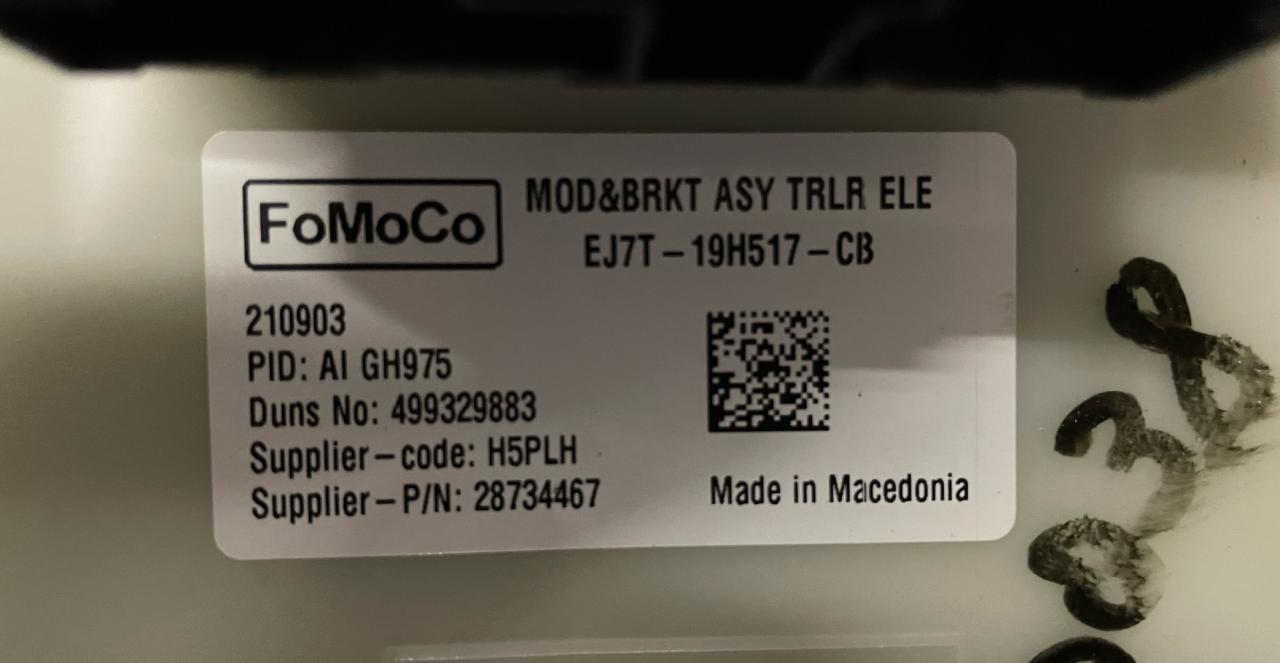 FoMoCo
MOD&BRKT ASY TRLR ELE
EJ7T-19H517-CB
210903
PID: AI GH975
Duns No: 499329883
Supplier-code: H5PLH
Supplier-P/N: 28734467
Made in Macedonia